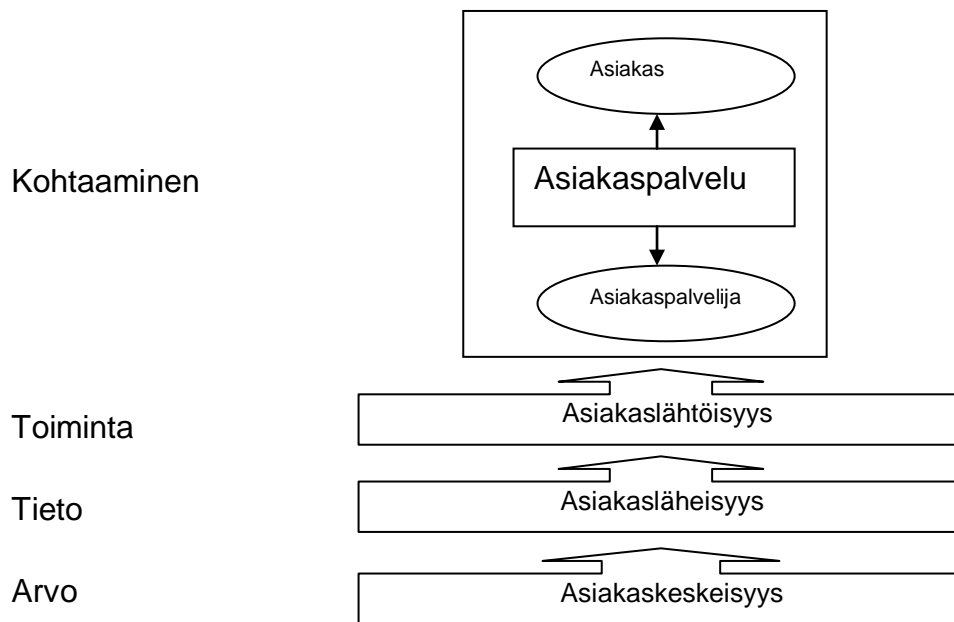 Asiakas
Kohtaaminen
Asiakaspalvelu
Asiakaspalvelija
Toiminta
Asiakaslähtöisyys
Tieto
Asiakasläheisyys
Arvo
Asiakaskeskeisyys